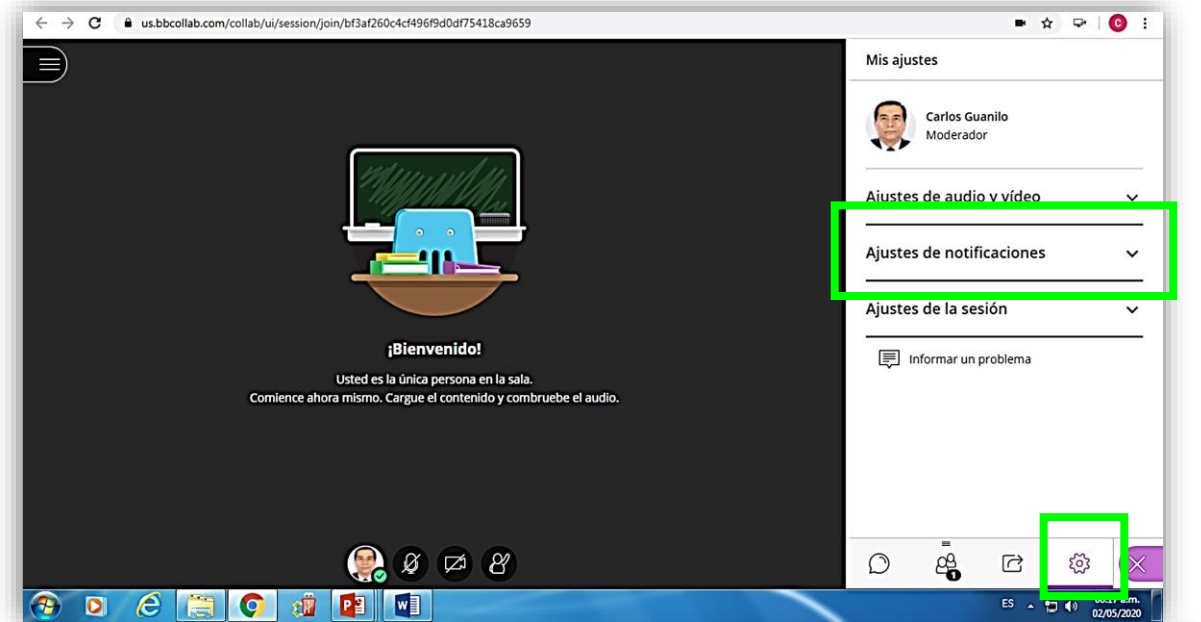 us.bbcollab.com/collab/ui/session/join/bf3af260c4cf496f9d0df75418ca9659
C
Mis ajustes
Carlos Guanilo
Moderador
Ajustes de audio y vídeo
Ajustes de notificaciones
Ajustes de la sesión
Informar un problema
¡Bienvenido!
Usted es la única persona en la sala.
Comience ahora mismo. Cargue el contenido y combruebe el audio.
1
ES
a.m.
02/05/2020